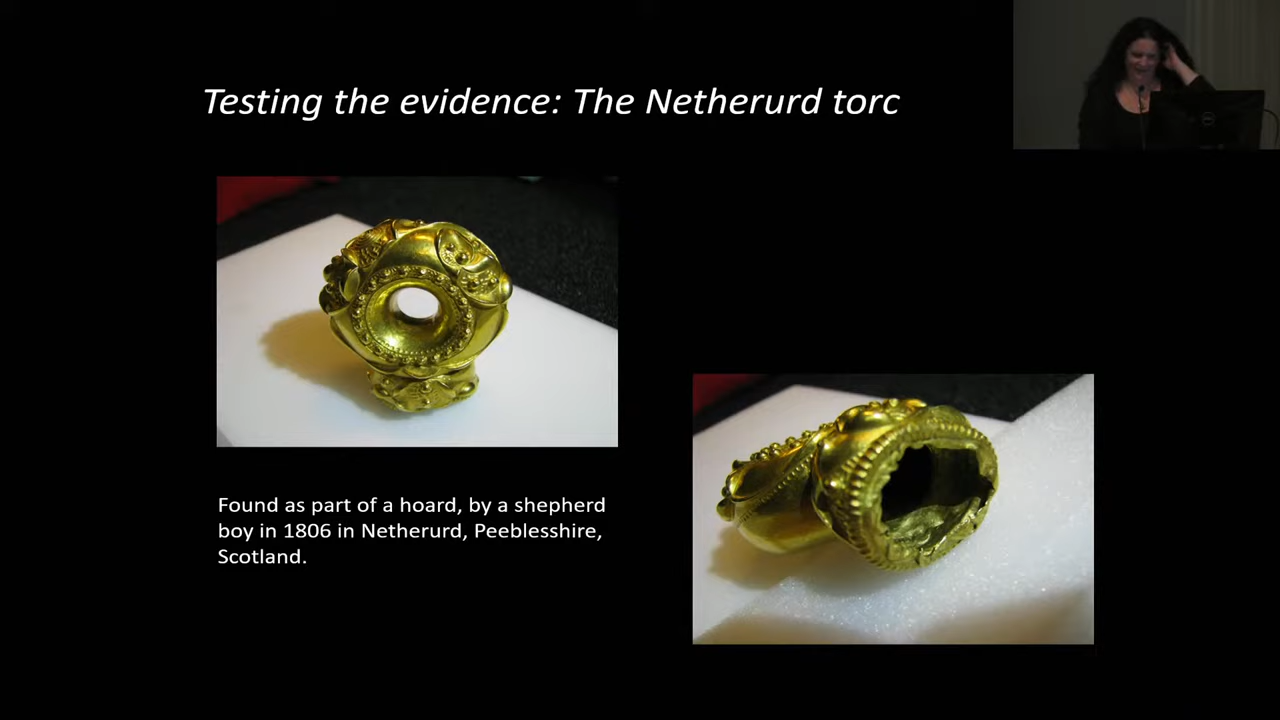 Testing the evidence: The Netherurd torc
Found as part of a hoard, by a shepherd
boy in 1806 in Netherurd, Peeblesshire,
Scotland.